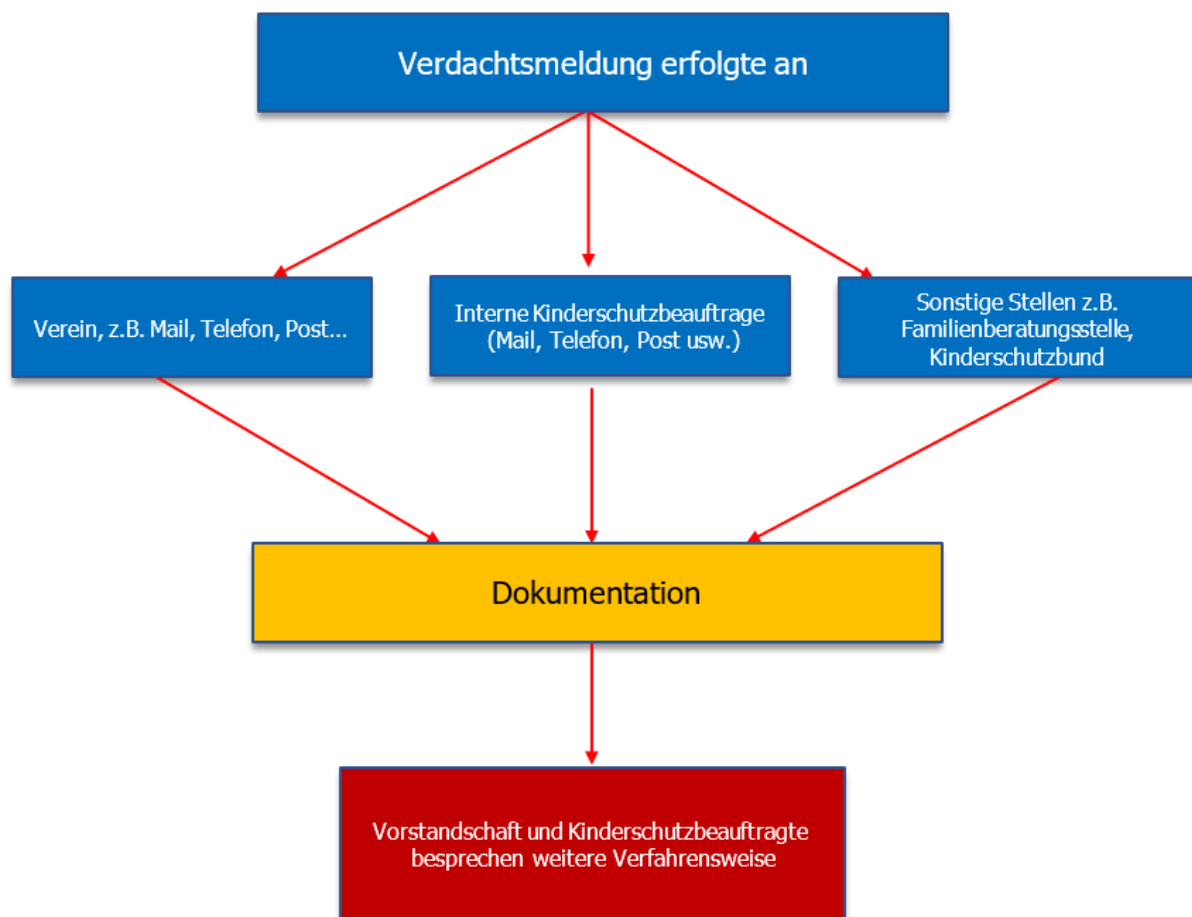 Verdachtsmeldung erfolgte an
Verein, z.B. Mail, Telefon, Post...
Interne Kinderschutzbeauftrage
(Mail, Telefon, Post usw.)
Sonstige Stellen z.B.
Familienberatungsstelle,
Kinderschutzbund
Dokumentation
Vorstandschaft und Kinderschutzbeauftragte
besprechen weitere Verfahrensweise